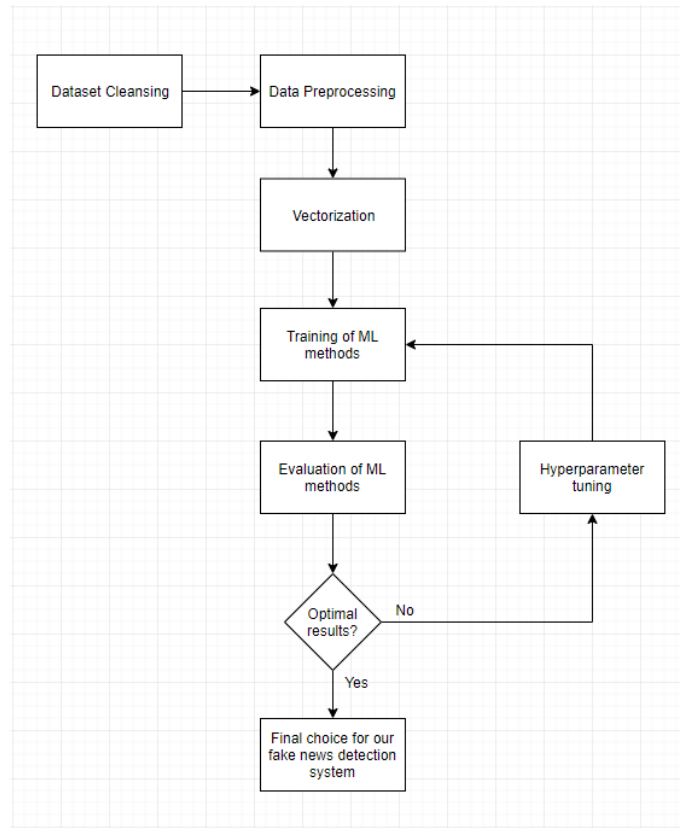 Dataset Cleansing
Data Preprocessing
Vectorization
Training of ML
methods
Evaluation of ML
methods
Hyperparameter
tuning
Optimal
results?
No
Yes
Final choice for our
fake news detection
system